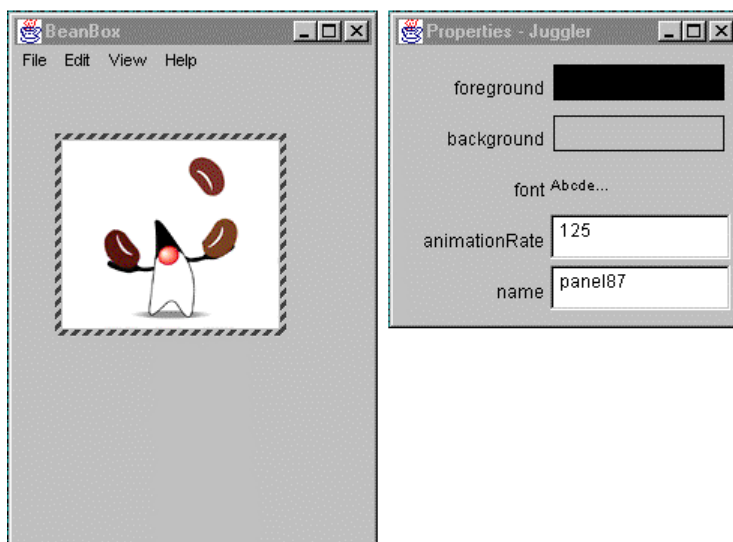 BeanBox
File Edit View Help
Properties - Juggler
foreground
background
font Abcde...
animationRate 125
name panel87